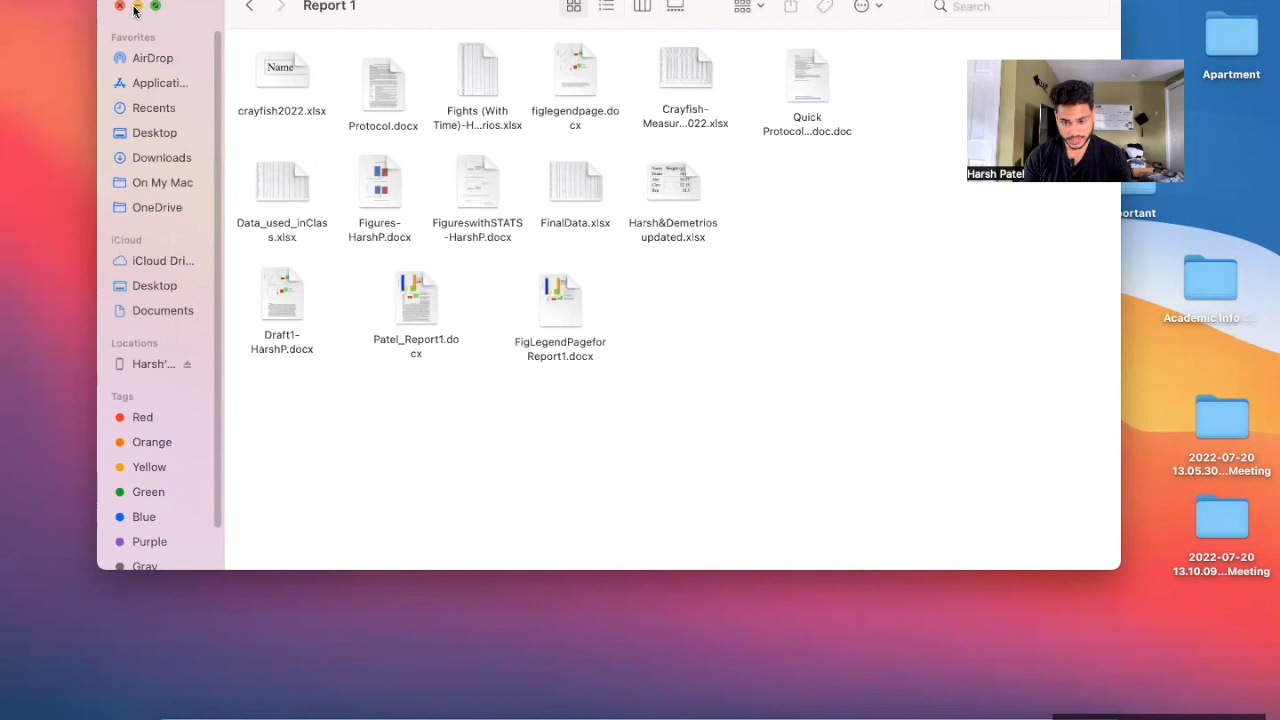 Report 1
Search
Favorites
AirDrop
Applicati...
Recents
Desktop
Downloads
On My Mac
OneDrive
iCloud
iCloud Dri...
Desktop
Documents
Locations
Harsh'...
Tags
Red
Orange
Yellow
Green
Blue
Purple
Gray
Name
crayfish2022.xlsx
Protocol.docx
Fights (With
Time)-H...rios.xlsx
figlegendpage.do
cx
Crayfish-
Measur...022.xlsx
Quick
Protocol...doc.doc
Data_used_inClas
s.xlsx
Figures-
HarshP.docx
FigureswithSTATS
-HarshP.docx
FinalData.xlsx
Harsh&Demetrios
updated.xlsx
Draft1-
HarshP.docx
Patel_Report1.do
cx
FigLegendPagefor
Report1.docx
Harsh Patel
Apartment
portant
Academic Info
2022-07-20
13.05.30...Meeting
2022-07-20
13.10.09...Meeting